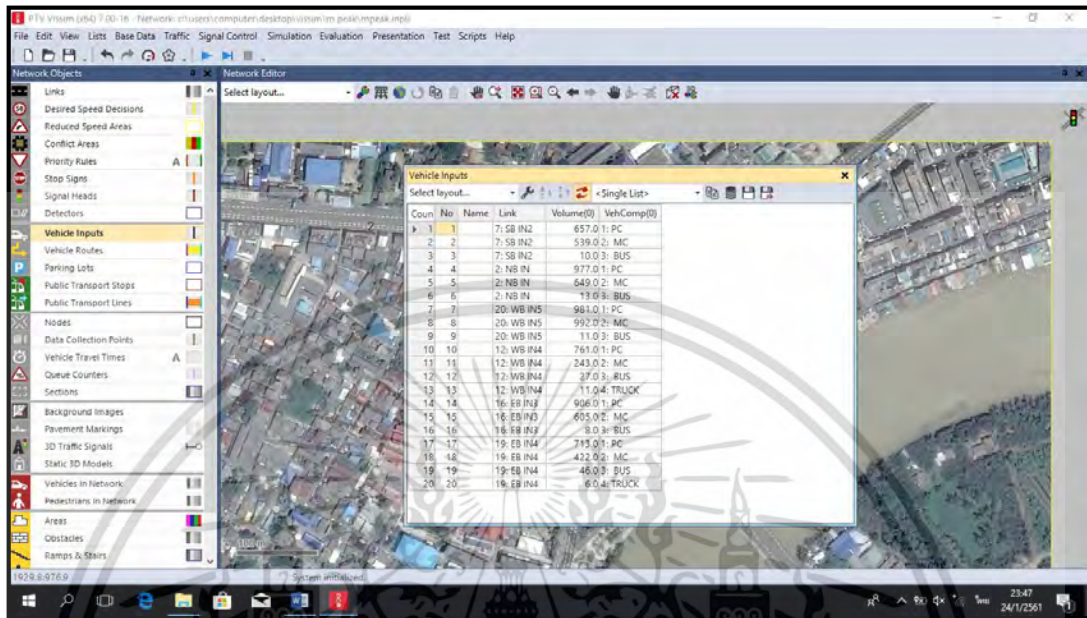 PTV Vissim (x64) 7.00-16 - Network: c:\users\computer\desktop\vissim\m peak\mpeak.inp0
File Edit View Lists Base Data Traffic Signal Control Simulation Evaluation Presentation Test Scripts Help
Network Objects
Network Editor
Select layout...
Links
Desired Speed Decisions
Reduced Speed Areas
Conflict Areas
Priority Rules A
Stop Signs
Signal Heads
Detectors
Vehicle Inputs
Vehicle Routes
Parking Lots
Public Transport Stops
Public Transport Lines
Nodes
Data Collection Points
Vehicle Travel Times A
Queue Counters
Sections
Background Images
Pavement Markings
3D Traffic Signals
Static 3D Models
Vehicles In Network
Pedestrians In Network
Areas
Obstacles
Ramps & Stairs
Vehicle Inputs
Select layout... <Single List>
Coun No Name Link Volume(0) VehComp(0)
1 1 7: SB IN2 657.0 1: PC
2 2 7: SB IN2 539.0 2: MC
3 3 7: SB IN2 10.0 3: BUS
4 4 2: NB IN 977.0 1: PC
5 5 2: NB IN 649.0 2: MC
6 6 2: NB IN 13.0 3: BUS
7 7 20: WB IN5 981.0 1: PC
8 8 20: WB IN5 992.0 2: MC
9 9 20: WB IN5 11.0 3: BUS
10 10 12: WB IN4 761.0 1: PC
11 11 12: WB IN4 243.0 2: MC
12 12 12: WB IN4 27.0 3: BUS
13 13 12: WB IN4 11.0 4: TRUCK
14 14 16: EB IN3 906.0 1: PC
15 15 16: EB IN3 605.0 2: MC
16 16 16: EB IN3 8.0 3: BUS
17 17 19: EB IN4 713.0 1: PC
18 18 19: EB IN4 422.0 2: MC
19 19 19: EB IN4 46.0 3: BUS
20 20 19: EB IN4 6.0 4: TRUCK
1929.8:976.9
System initialized.
23:47
24/1/2561